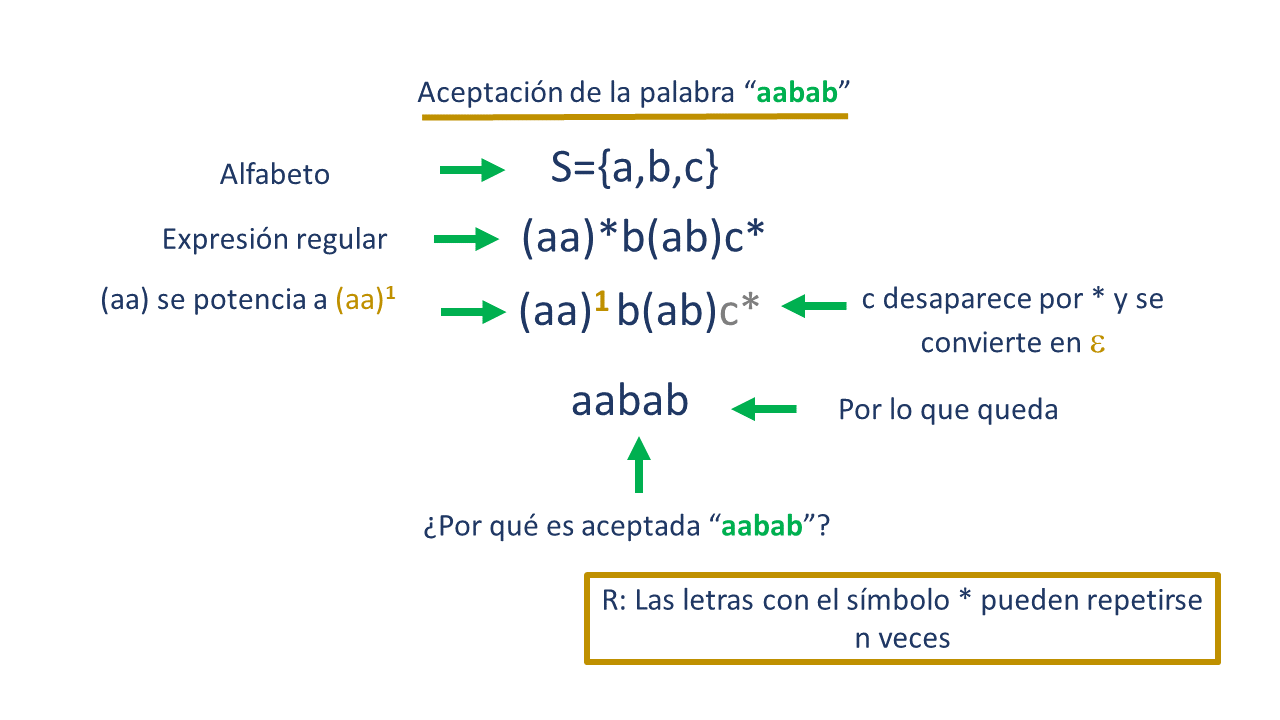 Aceptación de la palabra “aabab”
Alfabeto
S={a,b,c}
Expresión regular
(aa)*b(ab)c*
(aa) se potencia a (aa)¹
(aa)¹ b(ab)c*
c desaparece por * y se
convierte en ε
aabab
Por lo que queda
¿Por qué es aceptada “aabab”?
R: Las letras con el símbolo * pueden repetirse
n veces